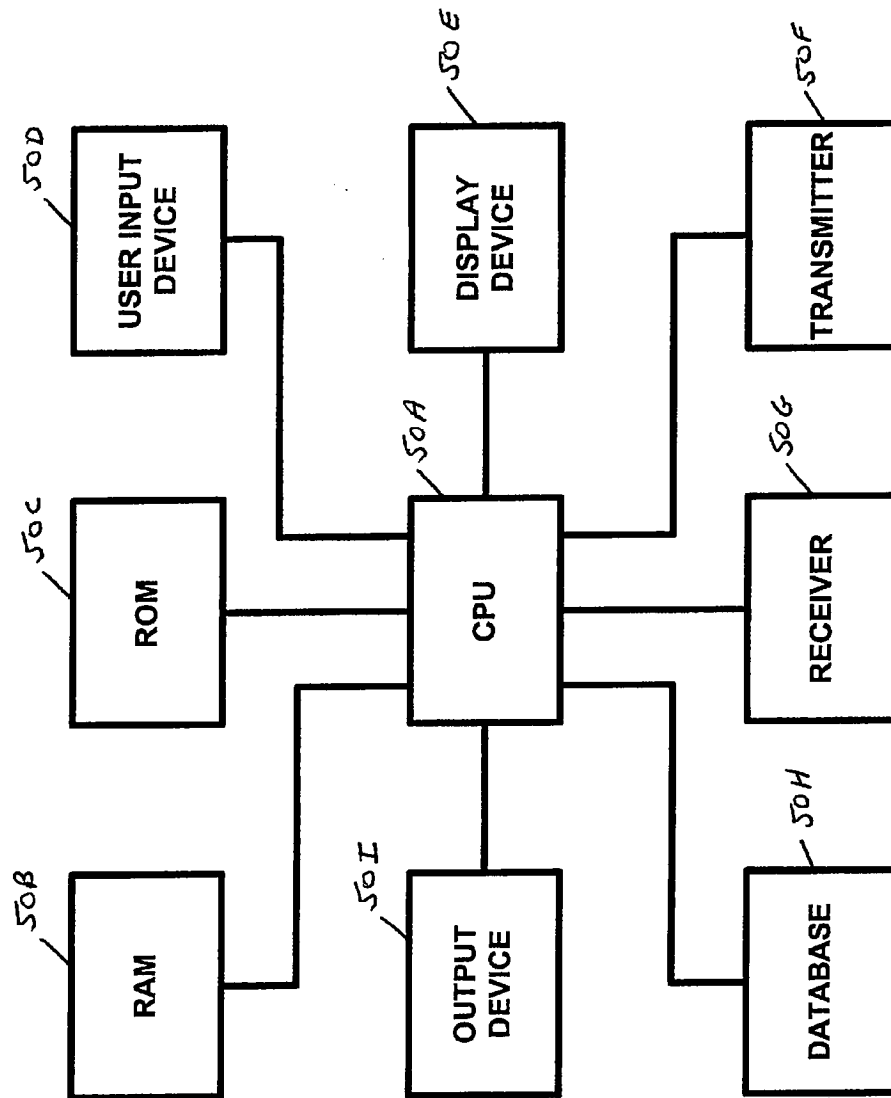 50B
RAM
50C
ROM
50D
USER INPUT
DEVICE
50I
OUTPUT
DEVICE
50A
CPU
50E
DISPLAY
DEVICE
50H
DATABASE
50G
RECEIVER
50F
TRANSMITTER